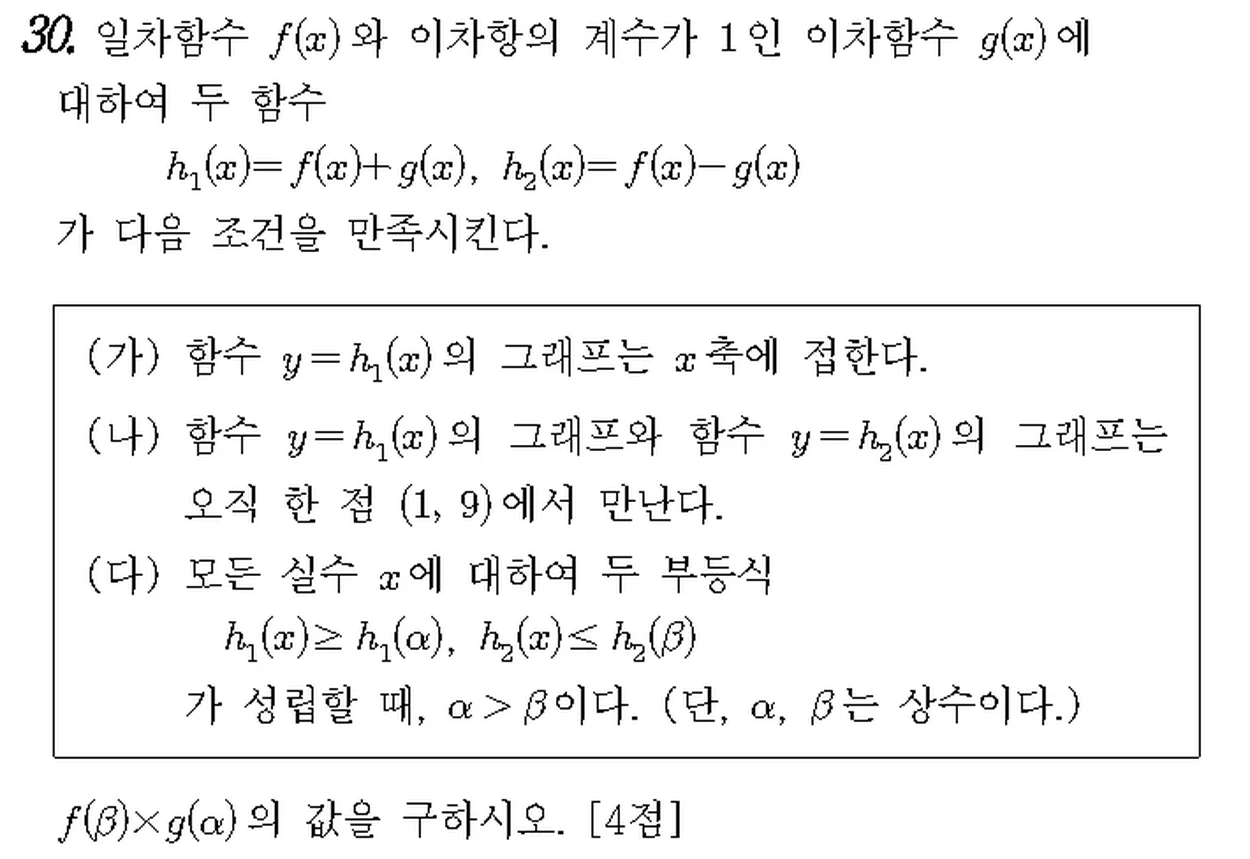 30. 일차함수 f(x)와 이차항의 계수가 1인 이차함수 g(x)에
대하여 두 함수
h₁(x)=f(x)+g(x), h₂(x)=f(x)-g(x)
가 다음 조건을 만족시킨다.
(가) 함수 y=h₁(x)의 그래프는 x축에 접한다.
(나) 함수 y=h₁(x)의 그래프와 함수 y=h₂(x)의 그래프는
오직 한 점 (1, 9)에서 만난다.
(다) 모든 실수 x에 대하여 두 부등식
h₁(x)≥h₁(α), h₂(x)≤h₂(β)
가 성립할 때, α>β이다. (단, α, β는 상수이다.)
f(β)×g(α)의 값을 구하시오. [4점]